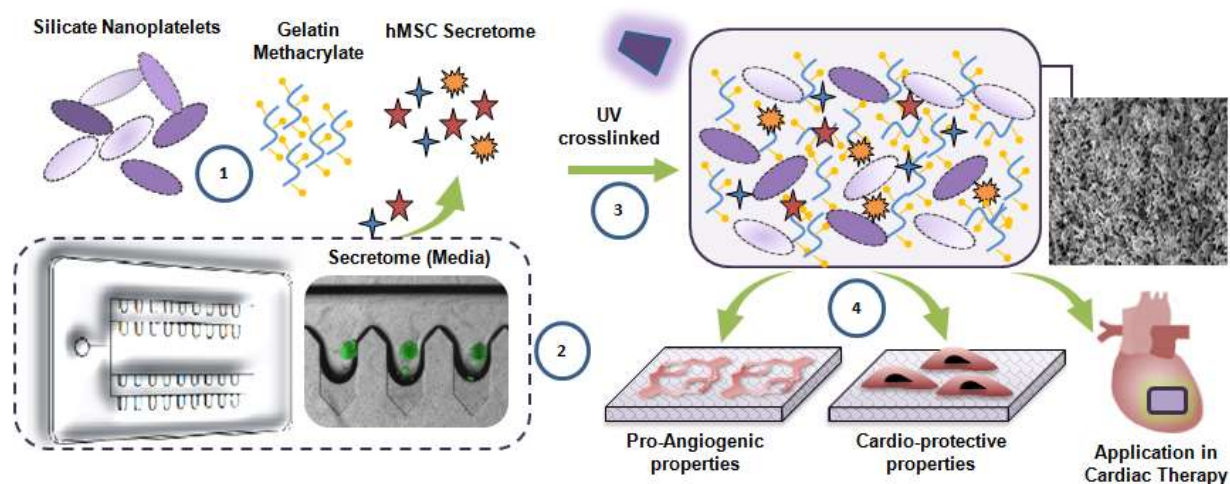 Silicate Nanoplatelets
Gelatin
Methacrylate
hMSC Secretome
1
UV
crosslinked
3
Secretome (Media)
2
4
Pro-Angiogenic
properties
Cardio-protective
properties
Application in
Cardiac Therapy